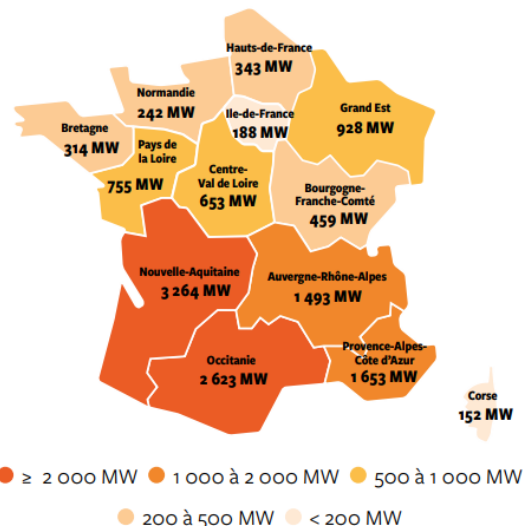 Hauts-de-France
343 MW
Normandie
242 MW
Ile-de-France
188 MW
Grand Est
928 MW
Bretagne
314 MW
Pays de
la Loire
755 MW
Centre-
Val de Loire
653 MW
Bourgogne-
Franche-Comté
459 MW
Nouvelle-Aquitaine
3 264 MW
Auvergne-Rhône-Alpes
1 493 MW
Occitanie
2 623 MW
Provence-Alpes-
Côte d'Azur
1 653 MW
Corse
152 MW
≥ 2 000 MW
1 000 à 2 000 MW
500 à 1 000 MW
200 à 500 MW
< 200 MW